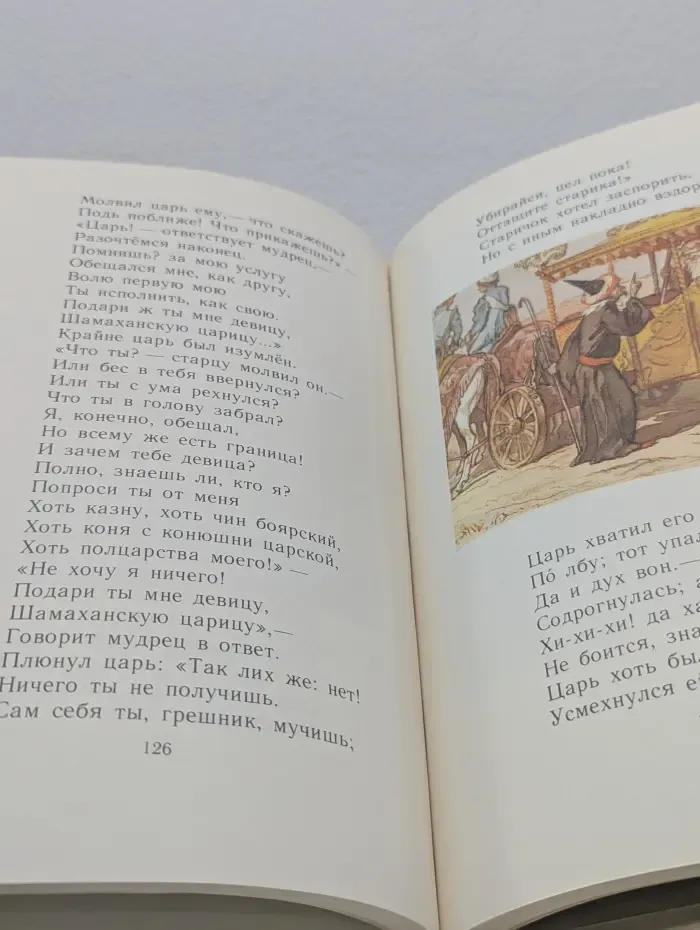 Молвил царь ему,— что скажешь?
Подь поближе! Что прикажешь?» —
«Царь! — ответствует мудрец,—
Разочтёмся наконец.
Помнишь? за мою услугу
Обещался мне, как другу,
Волю первую мою
Ты исполнить, как свою.
Подари ж ты мне девицу,
Шамаханскую царицу...»
Крайне царь был изумлён.
«Что ты? — старцу молвил он,—
Или бес в тебя ввернулся?
Или ты с ума рехнулся?
Что ты в голову забрал?
Я, конечно, обещал,
Но всему же есть граница!
И зачем тебе девица?
Полно, знаешь ли, кто я?
Попроси ты от меня
Хоть казну, хоть чин боярский,
Хоть коня с конюшни царской,
Хоть полцарства моего!» —
«Не хочу я ничего!
Подари ты мне девицу,
Шамаханскую царицу»,—
Говорит мудрец в ответ.
Плюнул царь: «Так лих же: нет!
Ничего ты не получишь.
Сам себя ты, грешник, мучишь;
126
Убирайся, цел пока!
Оттащите старика!»
Старичок хотел заспорить,
Но с иным накладно вздор
Царь хватил его
По́ лбу; тот упал
Да и дух вон.—
Содрогнулась; а
Хи-хи-хи! да ха
Не боится, зна
Царь хоть бы
Усмехнулся е